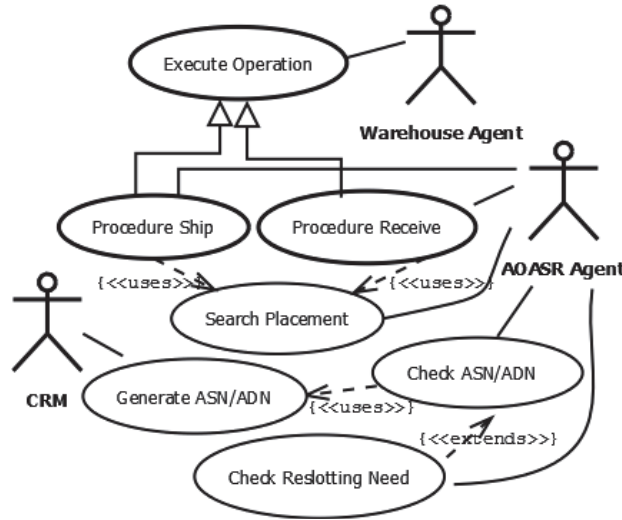 Execute Operation
Warehouse Agent
Procedure Ship
Procedure Receive
AOASR Agent
{<<uses>>}
{<<uses>>}
Search Placement
CRM
Generate ASN/ADN
Check ASN/ADN
{<<uses>>}
{<<extends>>}
Check Reslotting Need